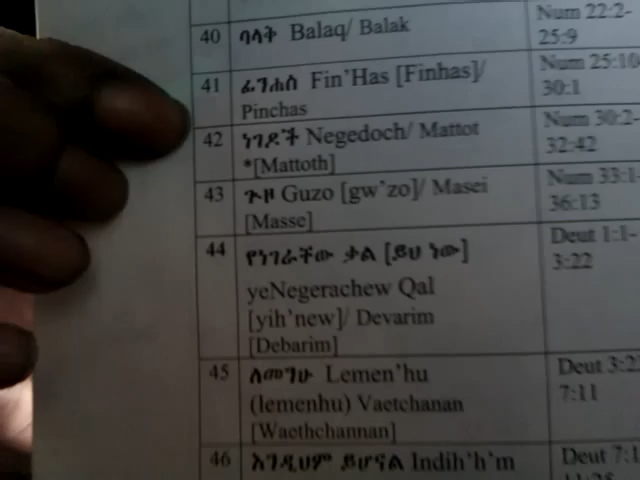 40 ባላቅ Balaq/ Balak Num 22:2-
25:9
41 ፊንሐስ Fin’Has [Finhas]/ Num 25:10-
Pinchas 30:1
42 ነገዶች Negedoch/ Mattot Num 30:2-
*[Mattoth] 32:42
43 ጉዞ Guzo [gw’zo]/ Masei Num 33:1-
[Masse] 36:13
44 የነገራቸው ቃል [ይህ ነው] Deut 1:1-
yeNegerachew Qal 3:22
[yih’new]/ Devarim
[Debarim]
45 ለመንሁ Lemen’hu Deut 3:2
(lemenhu) Vaetchanan 7:11
[Waethchannan]
46 እንዲህም ይሆናል Indih’h’m Deut 7:1